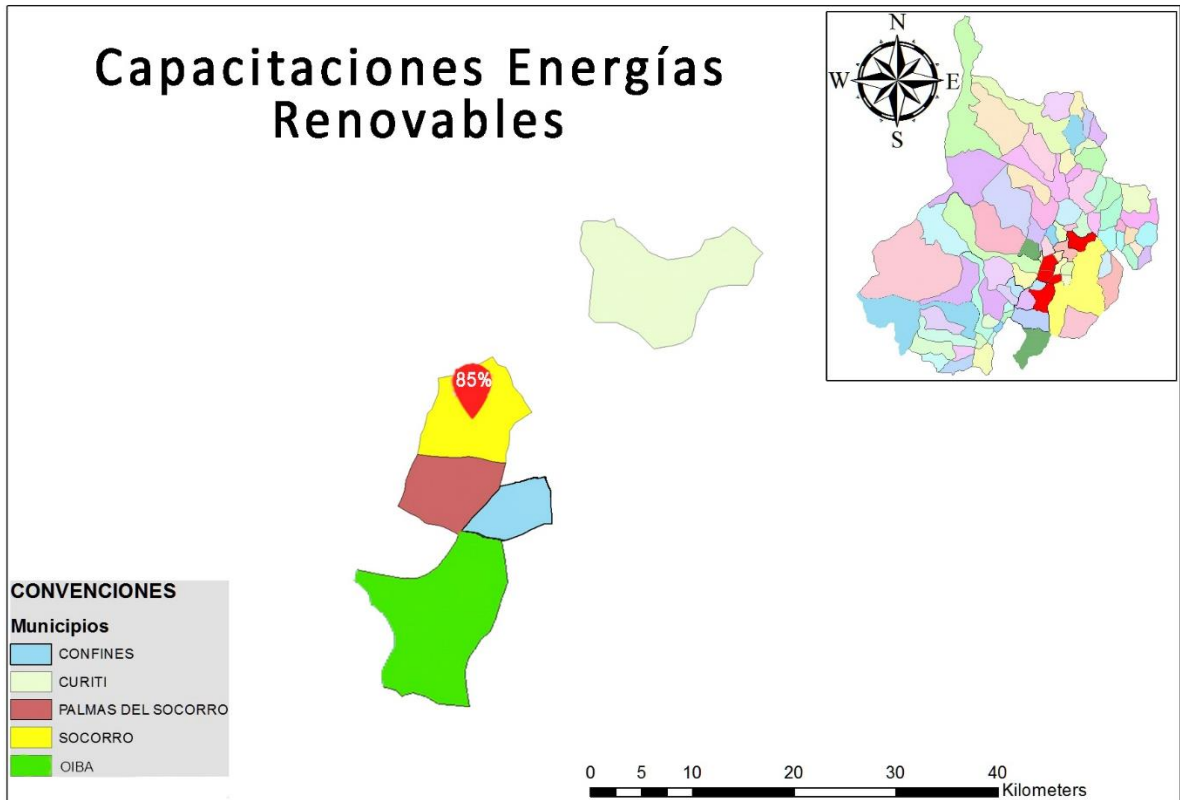 Capacitaciones Energías
Renovables
N
W E
S
85%
CONVENCIONES
Municipios
CONFINES
CURITI
PALMAS DEL SOCORRO
SOCORRO
OIBA
0 5 10 20 30 40
Kilometers